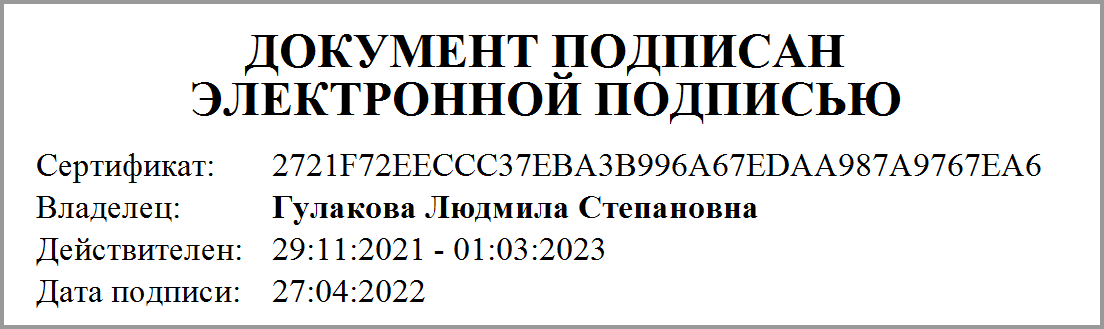 ДОКУМЕНТ ПОДПИСАН
ЭЛЕКТРОННОЙ ПОДПИСЬЮ
Сертификат: 2721F72EECCC37EBA3B996A67EDAA987A9767EA6
Владелец: Гулакова Людмила Степановна
Действителен: 29:11:2021 - 01:03:2023
Дата подписи: 27:04:2022